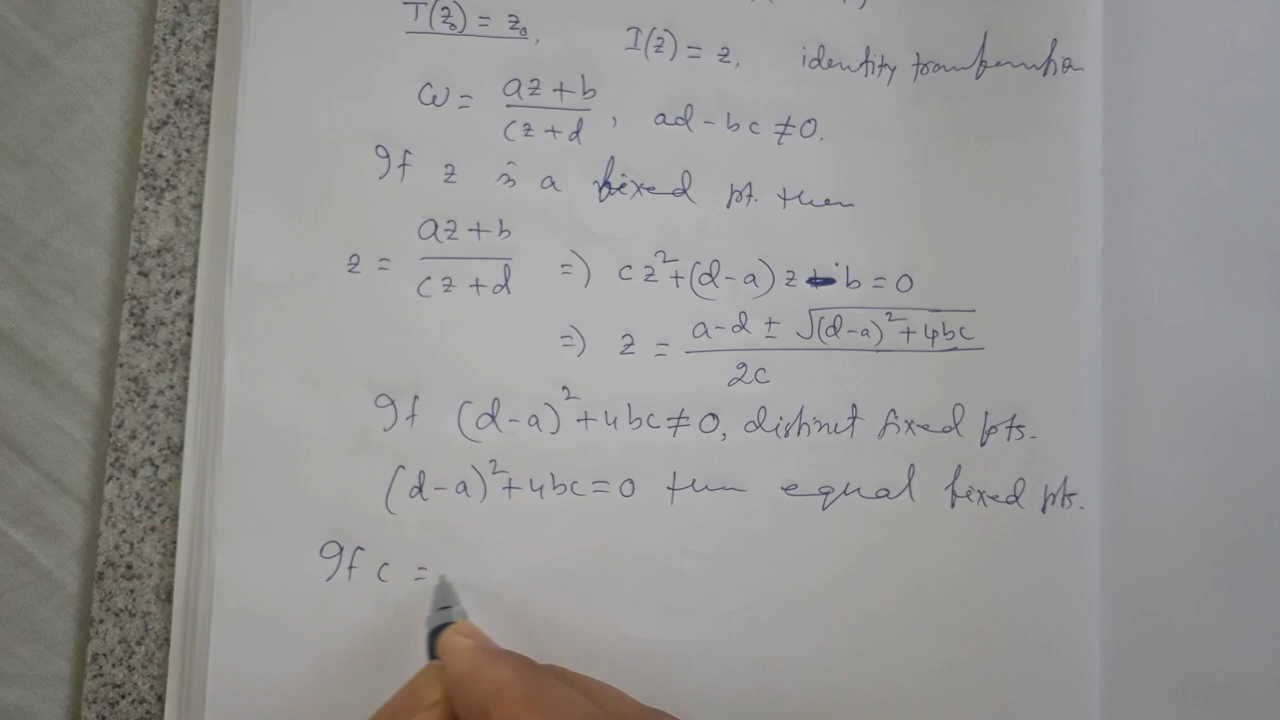 T(z₀) = z₀, I(z) = z, identity transformation
ω = (az+b)/(cz+d), ad-bc ≠ 0.
If z is a fixed pt. then
z = (az+b)/(cz+d) => cz²+(d-a)z - b = 0
=> z = (a-d ± √((d-a)²+4bc))/2c
If (d-a)²+4bc ≠ 0, distinct fixed pts.
(d-a)²+4bc = 0 then equal fixed pts.
If c =